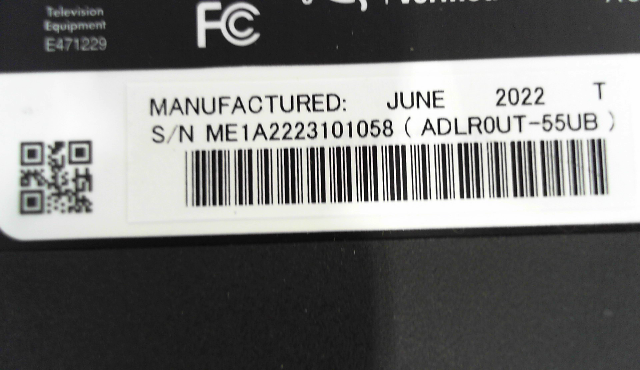 Television
Equipment
E471229
FC
MANUFACTURED: JUNE 2022 T
S/N ME1A2223101058 ( ADLR0UT-55UB )